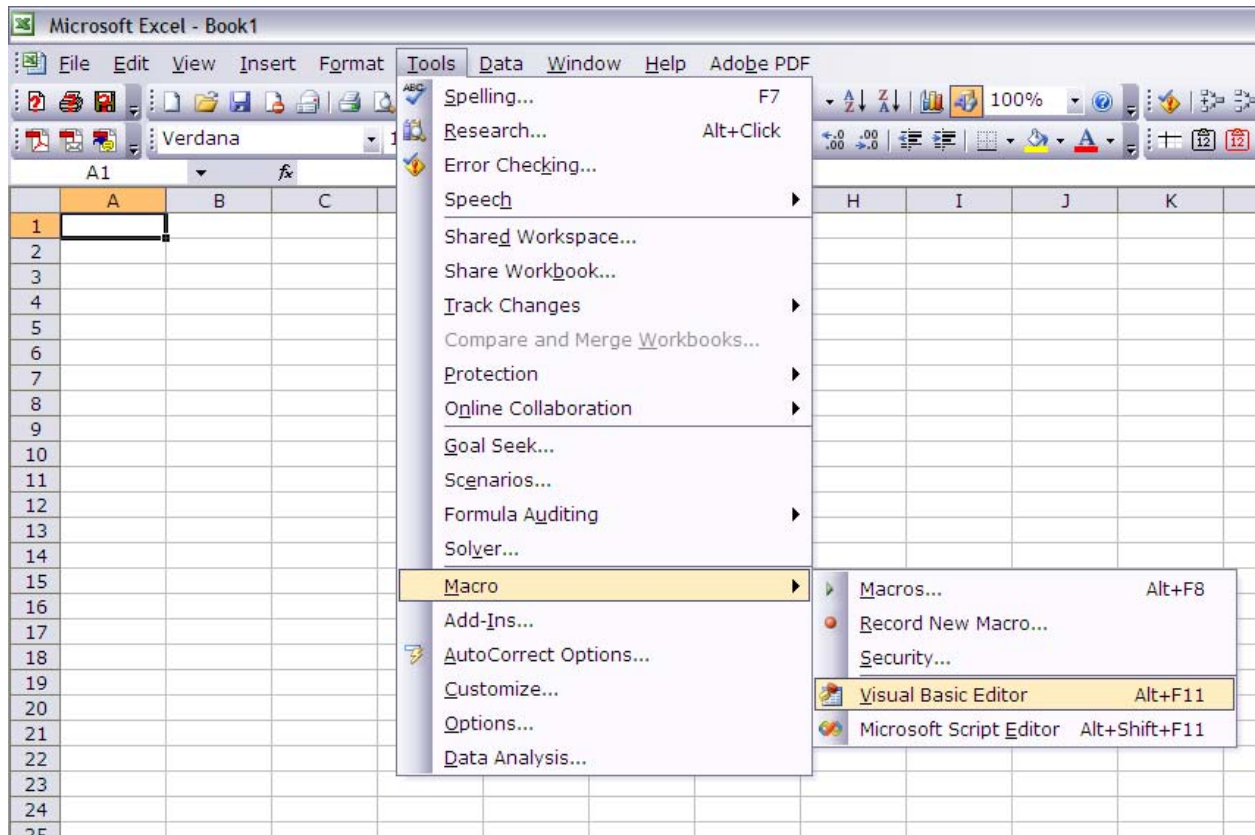 Microsoft Excel - Book1
File Edit View Insert Format Tools Data Window Help Adobe PDF
100%
Verdana
A1 fx
A B C H I J K
1
2
3
4
5
6
7
8
9
10
11
12
13
14
15
16
17
18
19
20
21
22
23
24
25
Spelling... F7
Research... Alt+Click
Error Checking...
Speech
Shared Workspace...
Share Workbook...
Track Changes
Compare and Merge Workbooks...
Protection
Online Collaboration
Goal Seek...
Scenarios...
Formula Auditing
Solver...
Macro
Add-Ins...
AutoCorrect Options...
Customize...
Options...
Data Analysis...
Macros... Alt+F8
Record New Macro...
Security...
Visual Basic Editor Alt+F11
Microsoft Script Editor Alt+Shift+F11